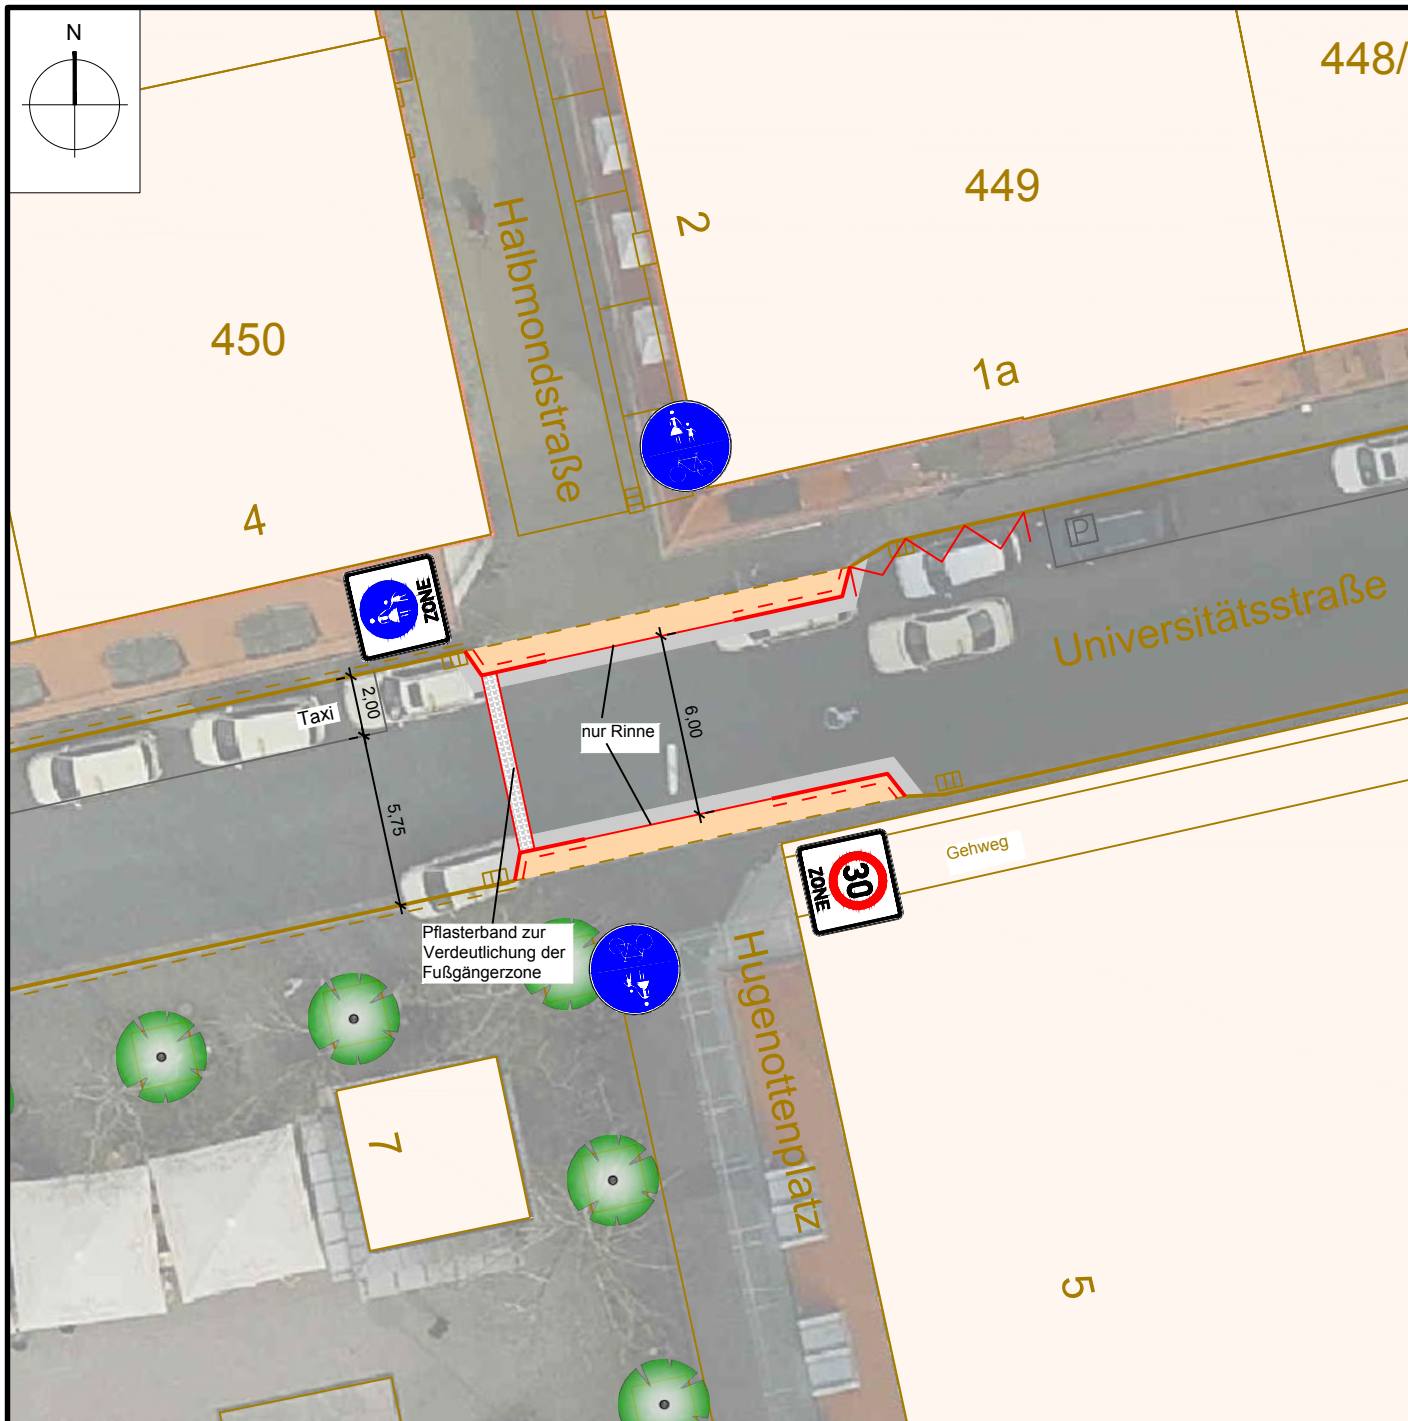 N
448/
449
2
Halbmondstraße
450
1a
4
ZONE
P
Universitätsstraße
2,00
Taxi
6,00
nur Rinne
5,75
30
ZONE
Gehweg
Pflasterband zur
Verdeutlichung der
Fußgängerzone
Hugenottenplatz
7
5